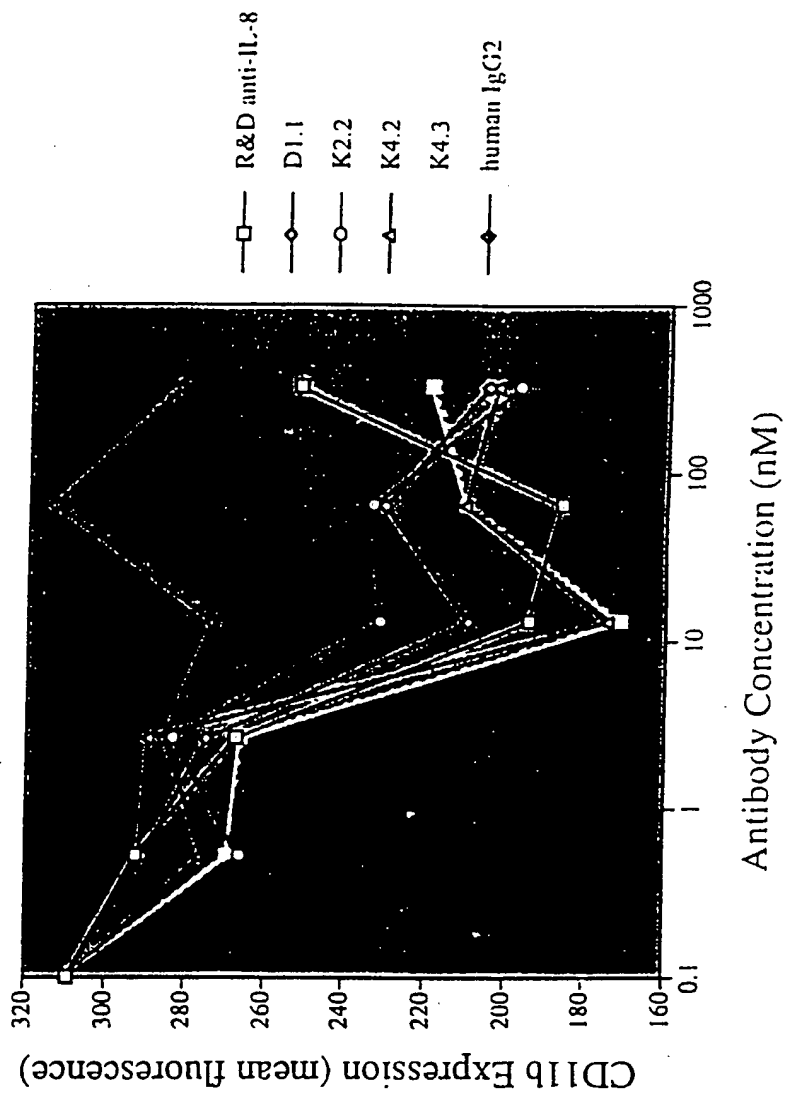 CD11b Expression (mean fluorescence)
320
300
280
260
240
220
200
180
160
0.1
1
10
100
1000
Antibody Concentration (nM)
R&D anti-IL-8
D1.1
K2.2
K4.2
K4.3
human IgG2